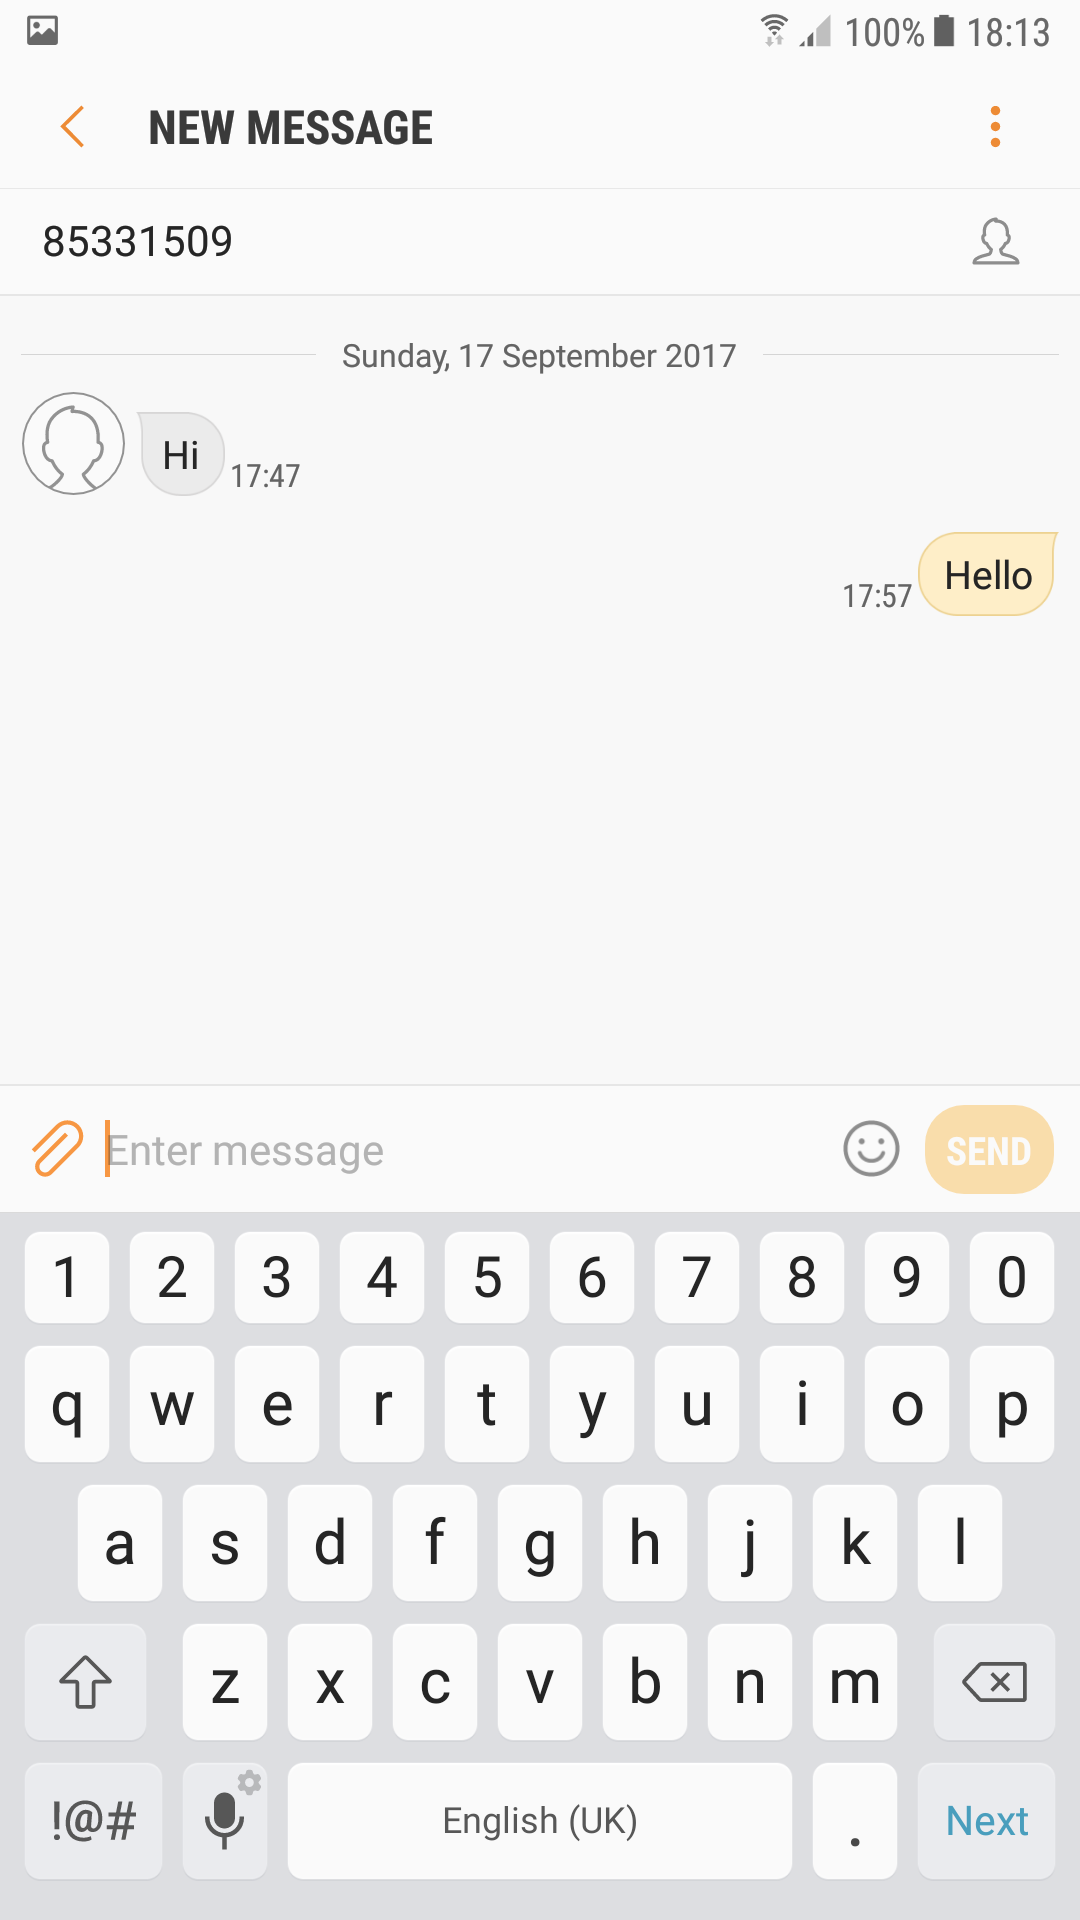 100% 18:13
NEW MESSAGE
85331509
Sunday, 17 September 2017
Hi
17:47
Hello
17:57
Enter message
SEND
1 2 3 4 5 6 7 8 9 0
q w e r t y u i o p
a s d f g h j k l
z x c v b n m
!@# English (UK) . Next